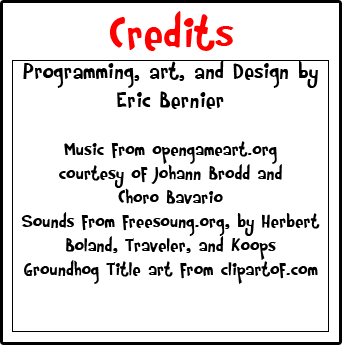 Credits
Programming, art, and Design by
Eric Bernier
Music from opengameart.org
courtesy of Johann Brodd and
Choro Bavario
Sounds from freesoung.org, by Herbert
Boland, Traveler, and Koops
Groundhog Title art from clipartof.com